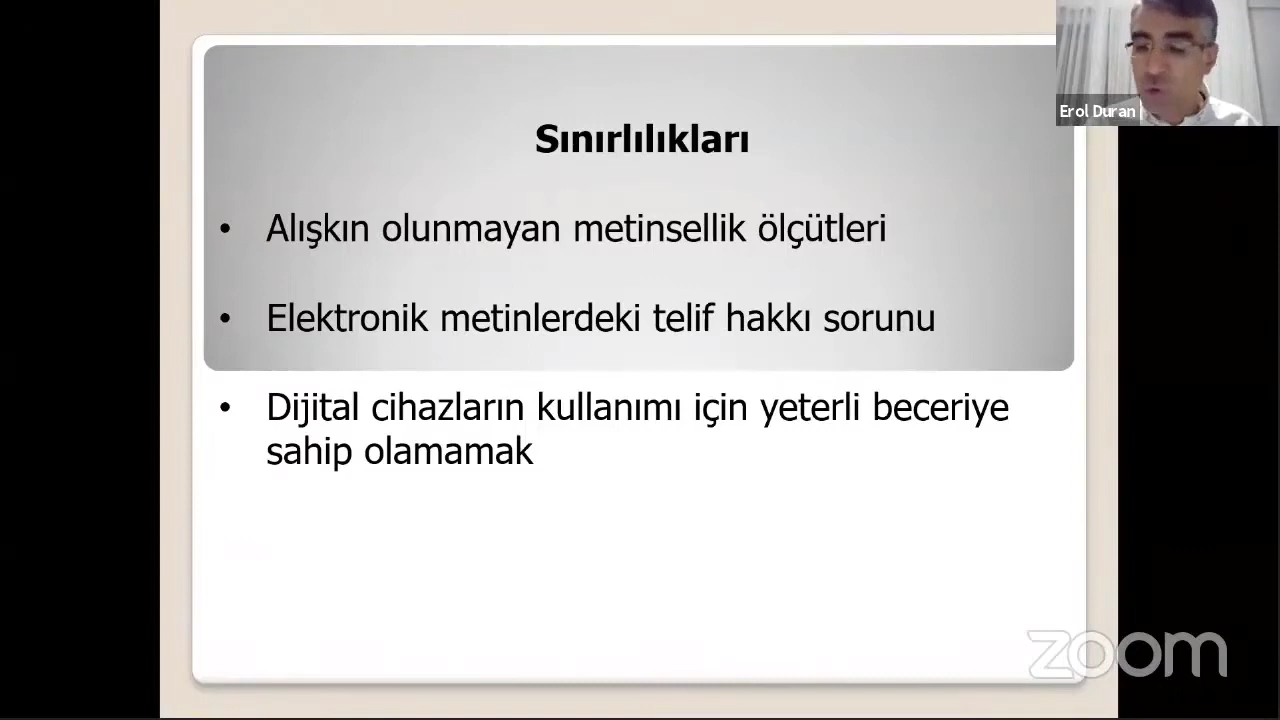 Erol Duran
Sınırlılıkları
• Alışkın olunmayan metinsellik ölçütleri
• Elektronik metinlerdeki telif hakkı sorunu
• Dijital cihazların kullanımı için yeterli beceriye
sahip olamamak
zoom